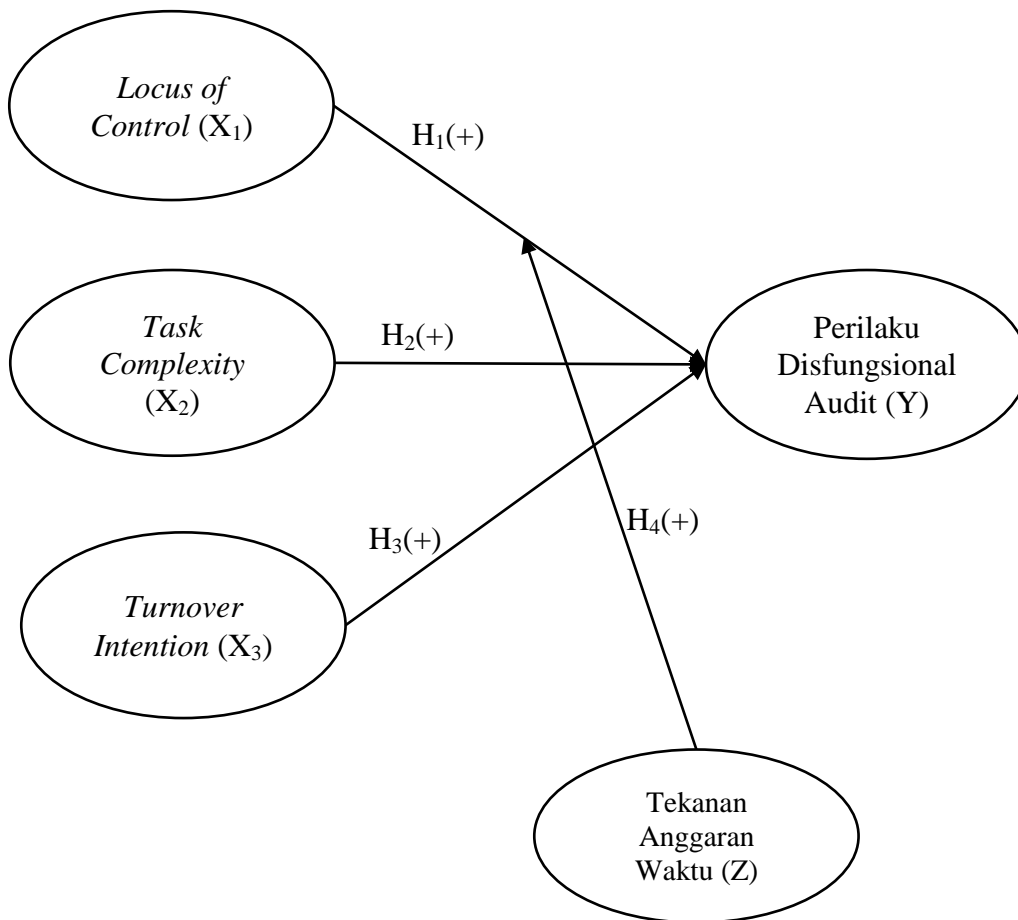 Locus of
Control (X₁)
H₁(+)
Task
Complexity
(X₂)
H₂(+)
Perilaku
Disfungsional
Audit (Y)
H₃(+)
H₄(+)
Turnover
Intention (X₃)
Tekanan
Anggaran
Waktu (Z)